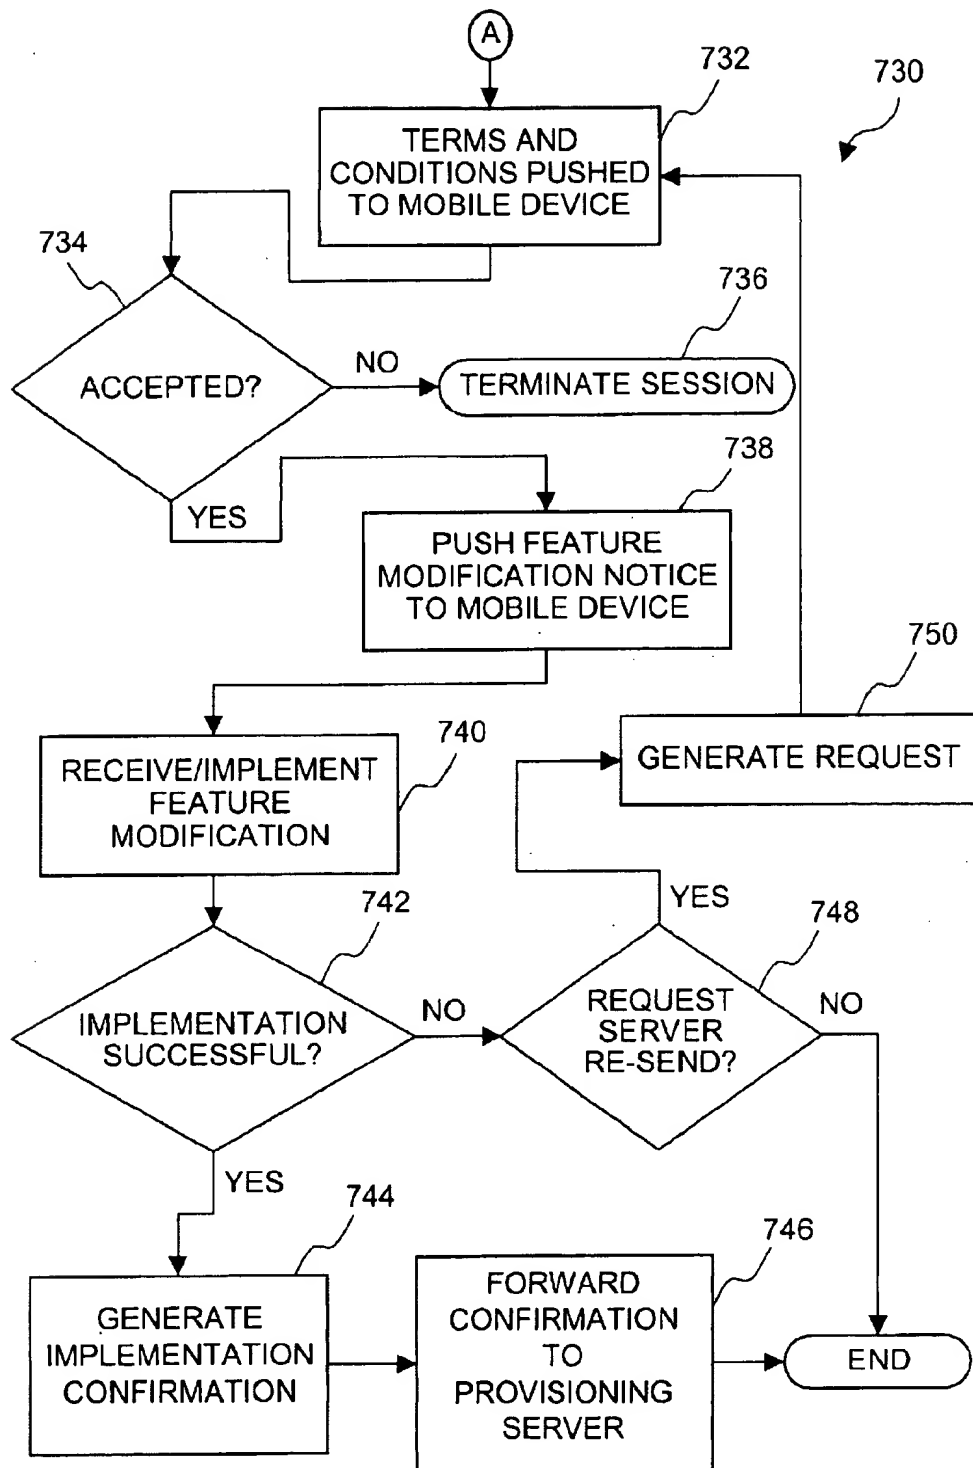 A
732
730
TERMS AND
CONDITIONS PUSHED
TO MOBILE DEVICE
734
736
ACCEPTED?
NO
TERMINATE SESSION
738
YES
PUSH FEATURE
MODIFICATION NOTICE
TO MOBILE DEVICE
750
740
GENERATE REQUEST
RECEIVE/IMPLEMENT
FEATURE
MODIFICATION
742
YES
748
IMPLEMENTATION
SUCCESSFUL?
NO
REQUEST
SERVER
RE-SEND?
NO
YES
744
746
GENERATE
IMPLEMENTATION
CONFIRMATION
FORWARD
CONFIRMATION
TO
PROVISIONING
SERVER
END